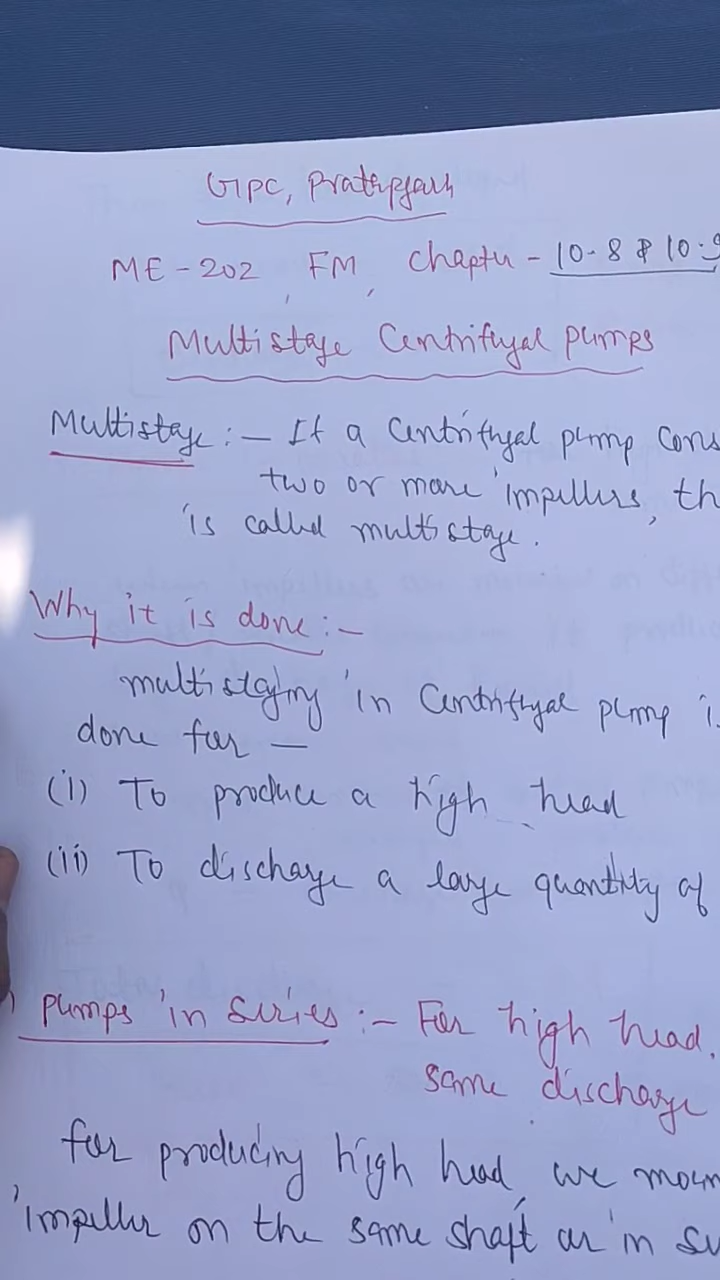 GPC, Pratapgarh
ME-202, FM, Chapter - 10.8 & 10.9
Multistage Centrifugal Pumps
Multistage :- If a Centrifugal pump cons
two or more impellers, th
is called multistage.
Why it is done :-
multistaging in Centrifugal pump i
done for —
(i) To produce a high head
(ii) To discharge a large quantity of
Pumps in series :- For high head.
same discharge
for producing high head, we moun
impeller on the same shaft or in